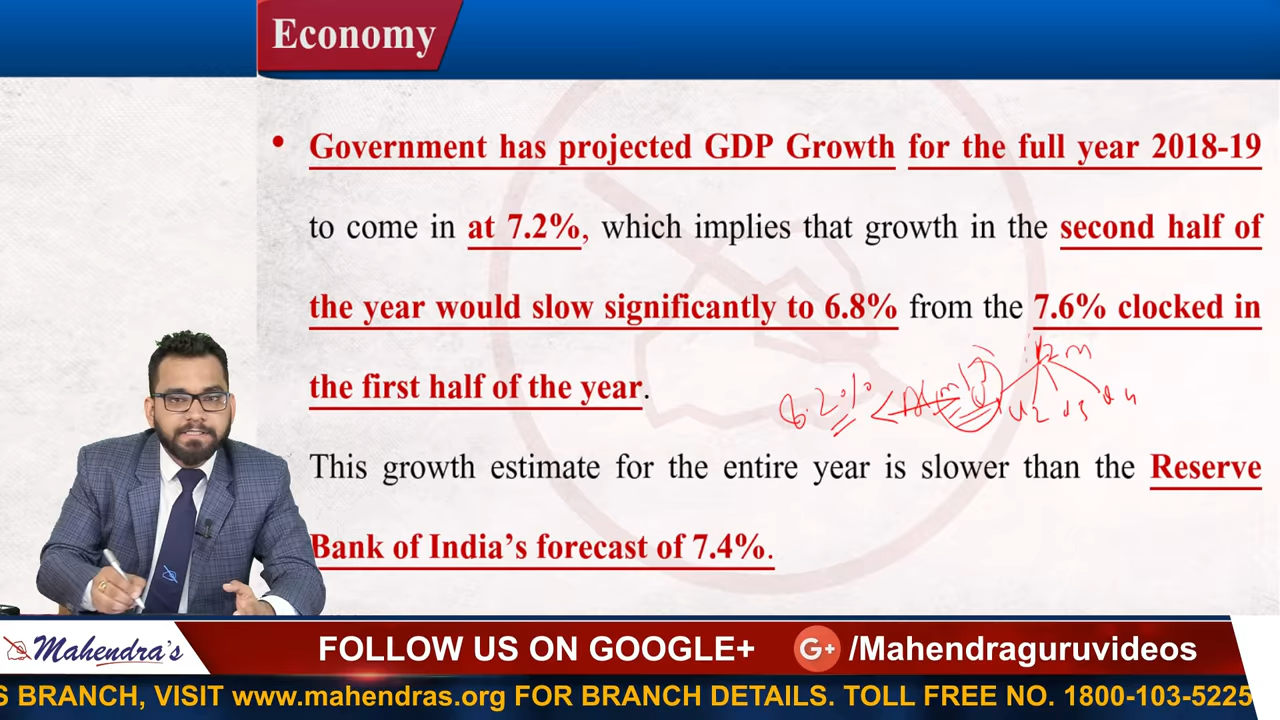 Economy
• Government has projected GDP Growth for the full year 2018-19
to come in at 7.2%, which implies that growth in the second half of
the year would slow significantly to 6.8% from the 7.6% clocked in
the first half of the year.
8.2%
This growth estimate for the entire year is slower than the Reserve
Bank of India's forecast of 7.4%.
Mahendra's
FOLLOW US ON GOOGLE+
G+ /Mahendraguruvideos
S BRANCH, VISIT www.mahendras.org FOR BRANCH DETAILS. TOLL FREE NO. 1800-103-5225